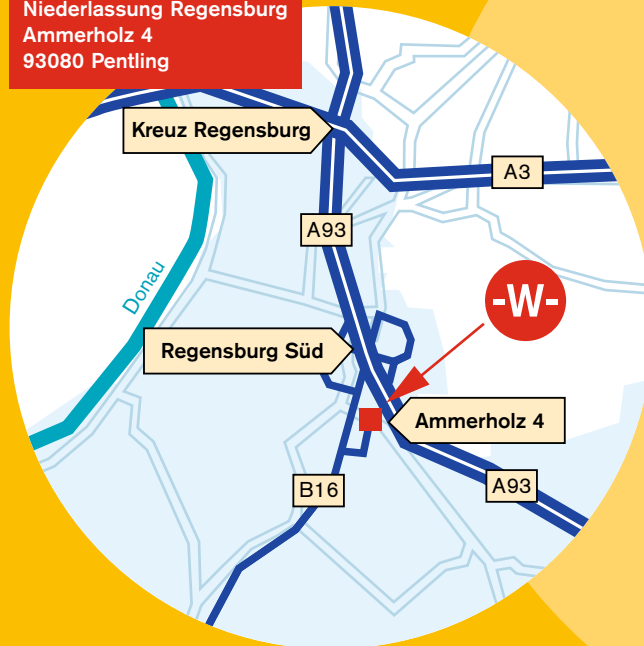 Niederlassung Regensburg
Ammerholz 4
93080 Pentling
Kreuz Regensburg
A3
A93
Donau
-W-
Regensburg Süd
Ammerholz 4
B16
A93